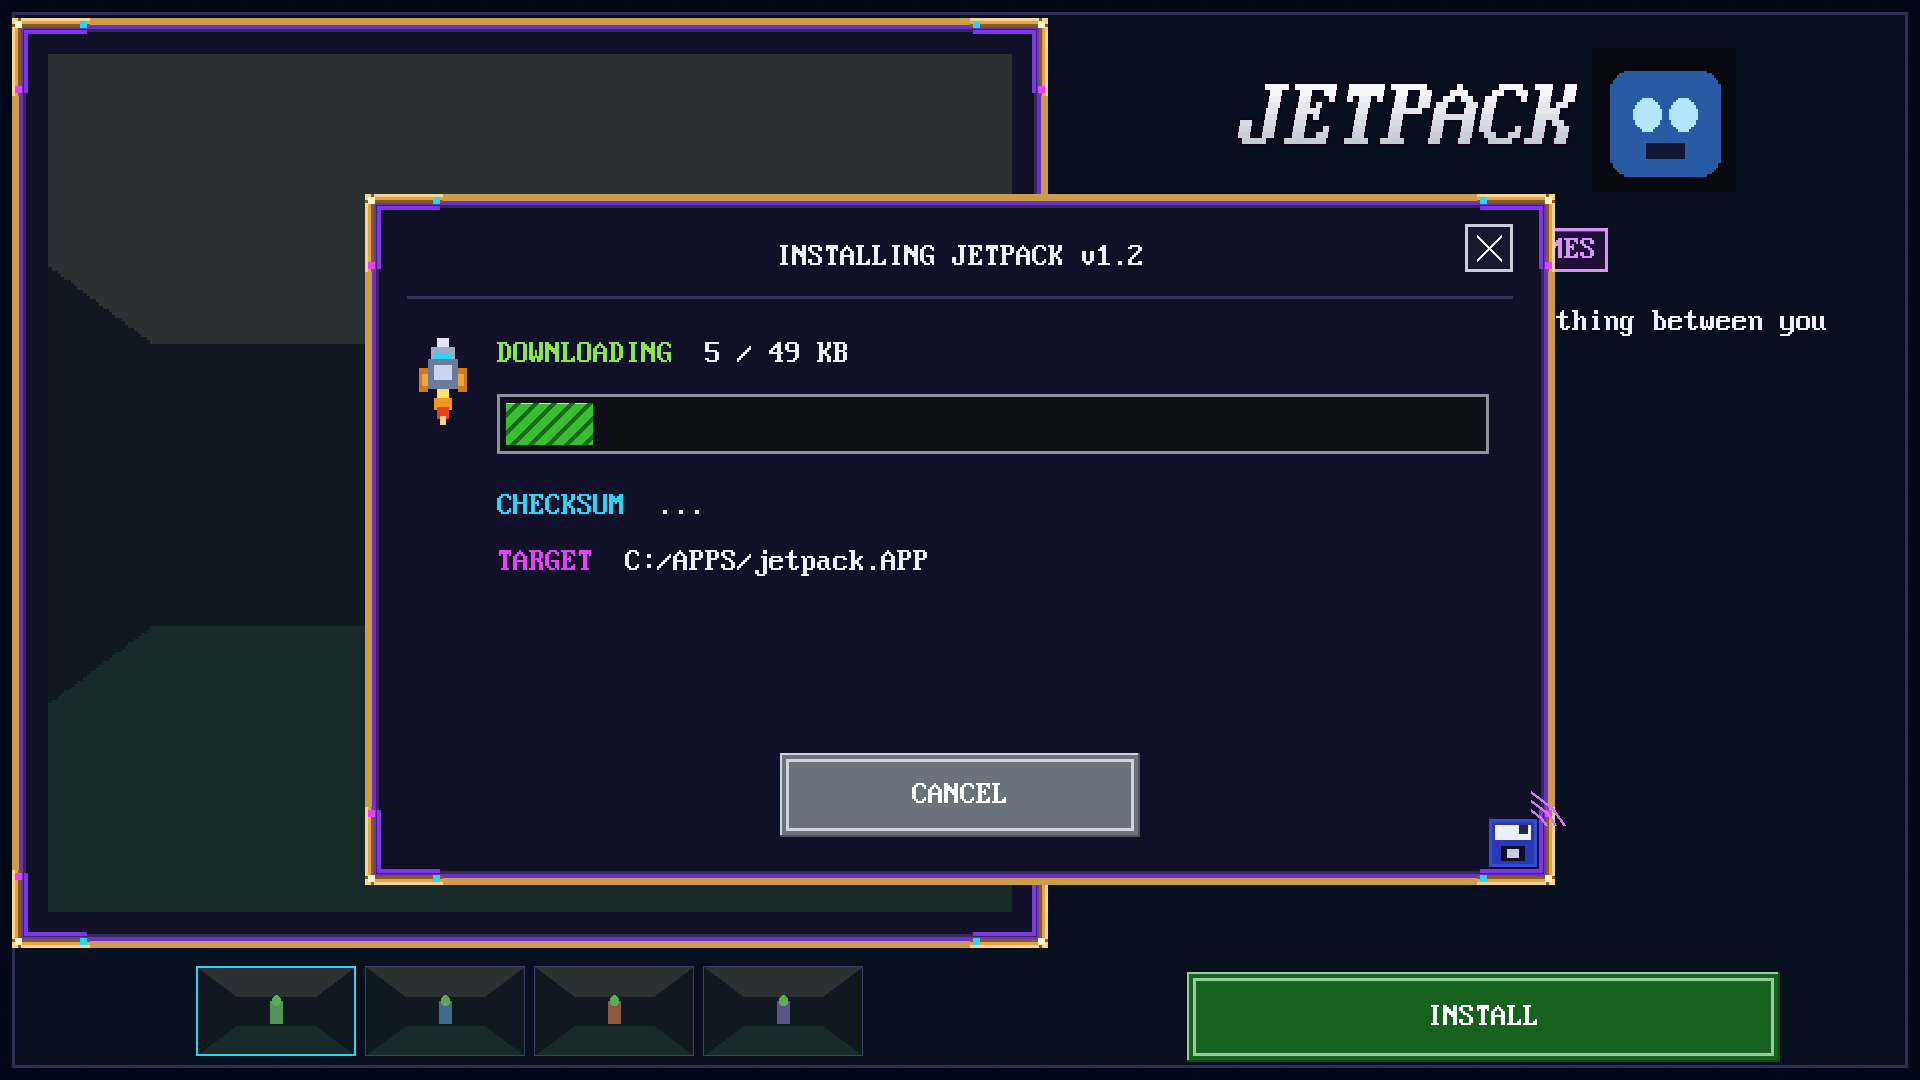 JETPACK
INSTALLING JETPACK v1.2
thing between you
DOWNLOADING 5 / 49 KB
CHECKSUM ...
TARGET C:/APPS/jetpack.APP
CANCEL
INSTALL